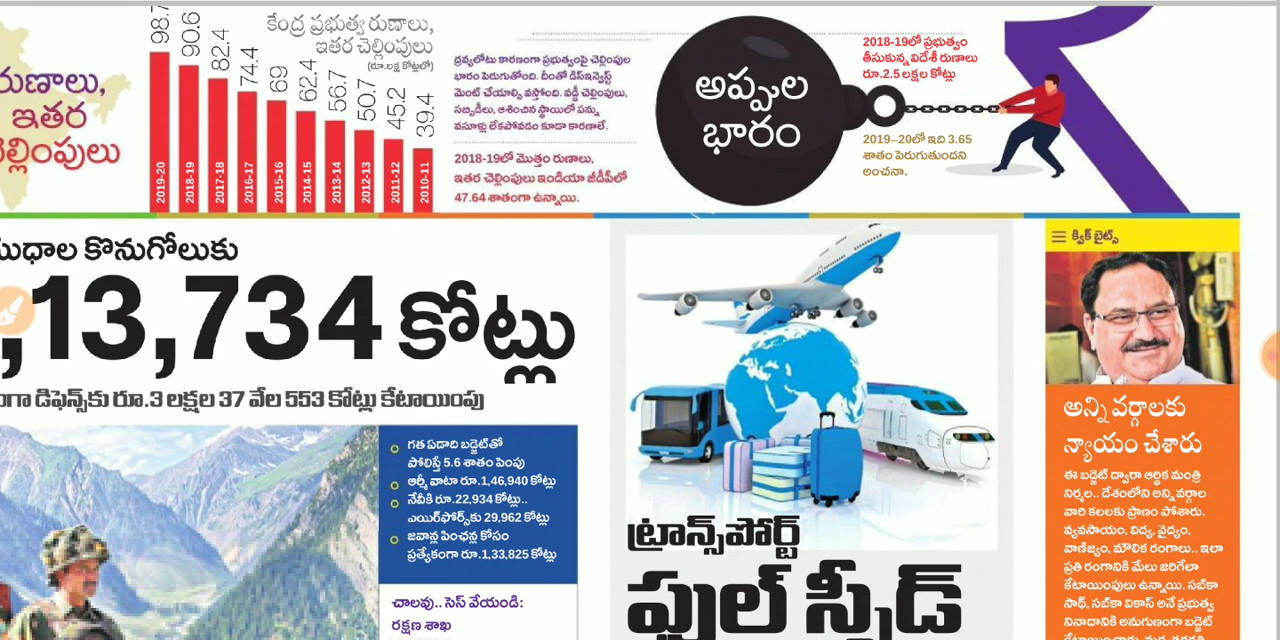 రుణాలు,
ఇతర
చెల్లింపులు
కేంద్ర ప్రభుత్వ రుణాలు,
ఇతర చెల్లింపులు
(రూ.లక్ష కోట్లలో)
98.7
90.6
82.4
74.4
69
62.4
56.7
50.7
45.2
39.4
2019-20
2018-19
2017-18
2016-17
2015-16
2014-15
2013-14
2012-13
2011-12
2010-11
ద్రవ్యలోటు కారణంగా ప్రభుత్వంపై చెల్లింపుల
భారం పెరుగుతోంది. దీంతో డిస్ఇన్వెస్ట్
మెంట్ చేయాల్సి వస్తోంది. వడ్డీ చెల్లింపులు,
సబ్సిడీలు, ఆశించిన స్థాయిలో పన్ను
వసూళ్లు లేకపోవడం కూడా కారణాలే.
2018-19లో మొత్తం రుణాలు,
ఇతర చెల్లింపులు ఇండియా జీడీపీలో
47.64 శాతంగా ఉన్నాయి.
అప్పుల
భారం
2018-19లో ప్రభుత్వం
తీసుకున్న విదేశీ రుణాలు
రూ.2.5 లక్షల కోట్లు
2019–20లో ఇది 3.65
శాతం పెరుగుతుందని
అంచనా.
కొనుగోలుకు
,13,734 కోట్లు
డిఫెన్స్‌కు రూ.3 లక్షల 37 వేల 553 కోట్లు కేటాయింపు
గత ఏడాది బడ్జెట్‌తో
పోలిస్తే 5.6 శాతం పెంపు
ఆర్మీ వాటా రూ.1,46,940 కోట్లు
నేవీకి రూ.22,934 కోట్లు..
ఎయిర్‌ఫోర్స్‌కు 29,962 కోట్లు
జవాన్ల పింఛన్ల కోసం
ప్రత్యేకంగా రూ.1,33,825 కోట్లు
చాలవు.. సెస్ వేయండి:
రక్షణ శాఖ
ట్రాన్స్‌పోర్ట్
ఫుల్ స్పీడ్
క్విక్ బైట్స్
అన్ని వర్గాలకు
న్యాయం చేశారు
ఈ బడ్జెట్ ద్వారా ఆర్థిక మంత్రి
నిర్మల.. దేశంలోని అన్ని వర్గాల
వారి కలలకు ప్రాణం పోశారు.
వ్యవసాయం, విద్య, వైద్యం,
వాణిజ్యం, మౌలిక రంగాలు.. ఇలా
ప్రతి రంగానికి మేలు జరిగేలా
కేటాయింపులు ఉన్నాయి. సబ్‌కా
సాథ్, సబ్‌కా వికాస్ అనే ప్రభుత్వ
నినాదానికి అనుగుణంగా బడ్జెట్